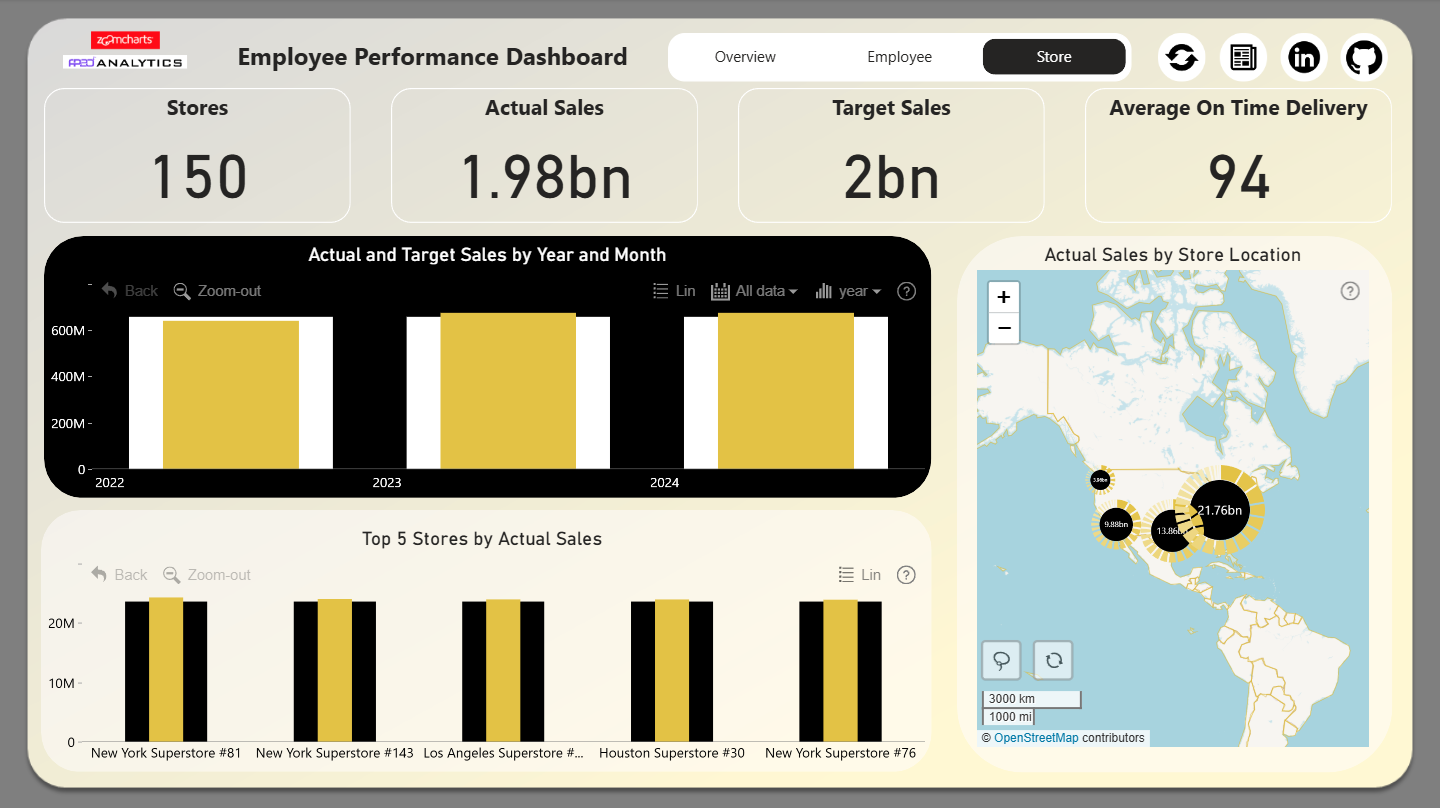 zoomcharts
ANALYTICS
Employee Performance Dashboard
Overview
Employee
Store
Stores
150
Actual Sales
1.98bn
Target Sales
2bn
Average On Time Delivery
94
Actual and Target Sales by Year and Month
Back
Zoom-out
Lin
All data
year
?
600M
400M
200M
0
2022
2023
2024
Top 5 Stores by Actual Sales
Back
Zoom-out
Lin
?
20M
10M
0
New York Superstore #81
New York Superstore #143
Los Angeles Superstore #...
Houston Superstore #30
New York Superstore #76
Actual Sales by Store Location
+
−
?
9.88bn
21.76bn
3000 km
1000 mi
© OpenStreetMap contributors